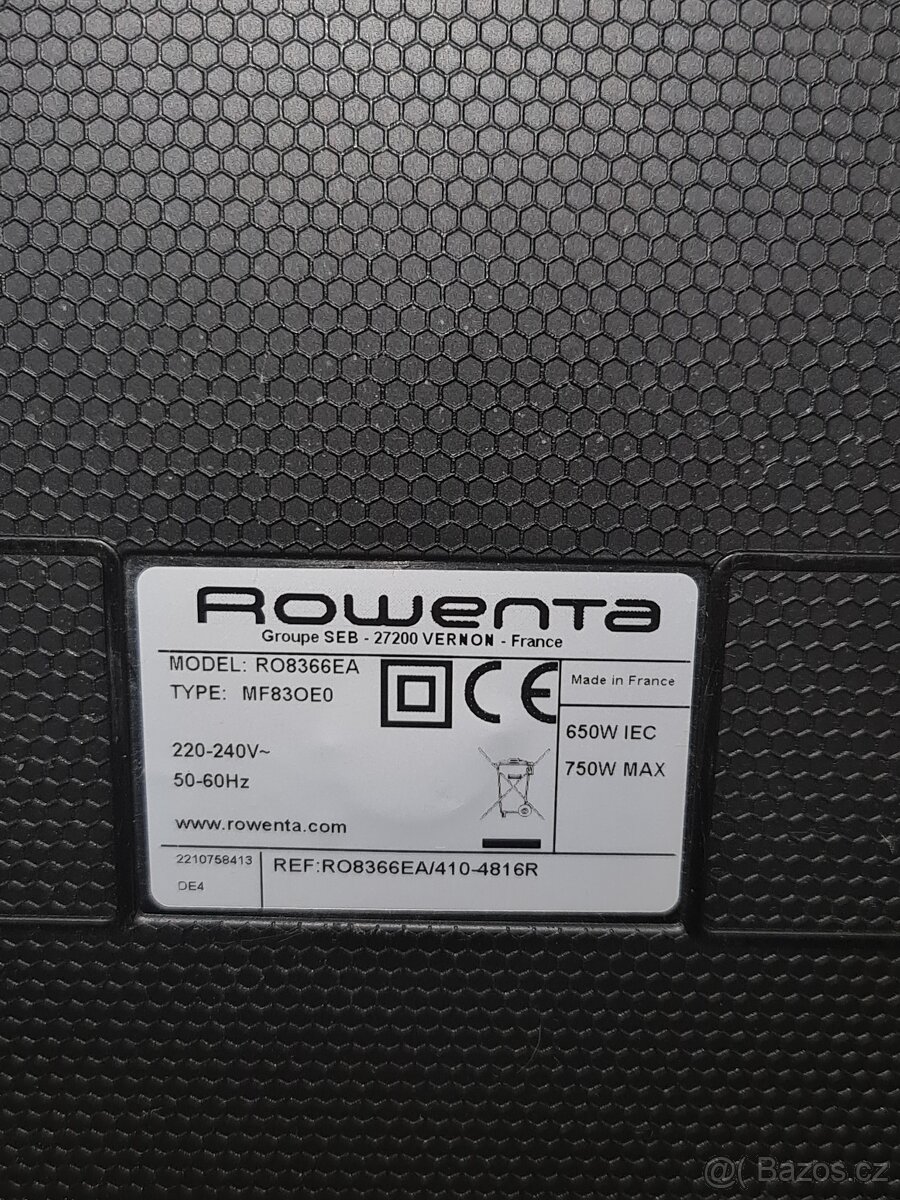 Rowenta
Groupe SEB - 27200 VERNON - France
MODEL: RO8366EA
TYPE: MF83OE0
CE
Made in France
650W IEC
750W MAX
220-240V~
50-60Hz
www.rowenta.com
2210758413
DE4
REF:RO8366EA/410-4816R
@( Bazos.cz